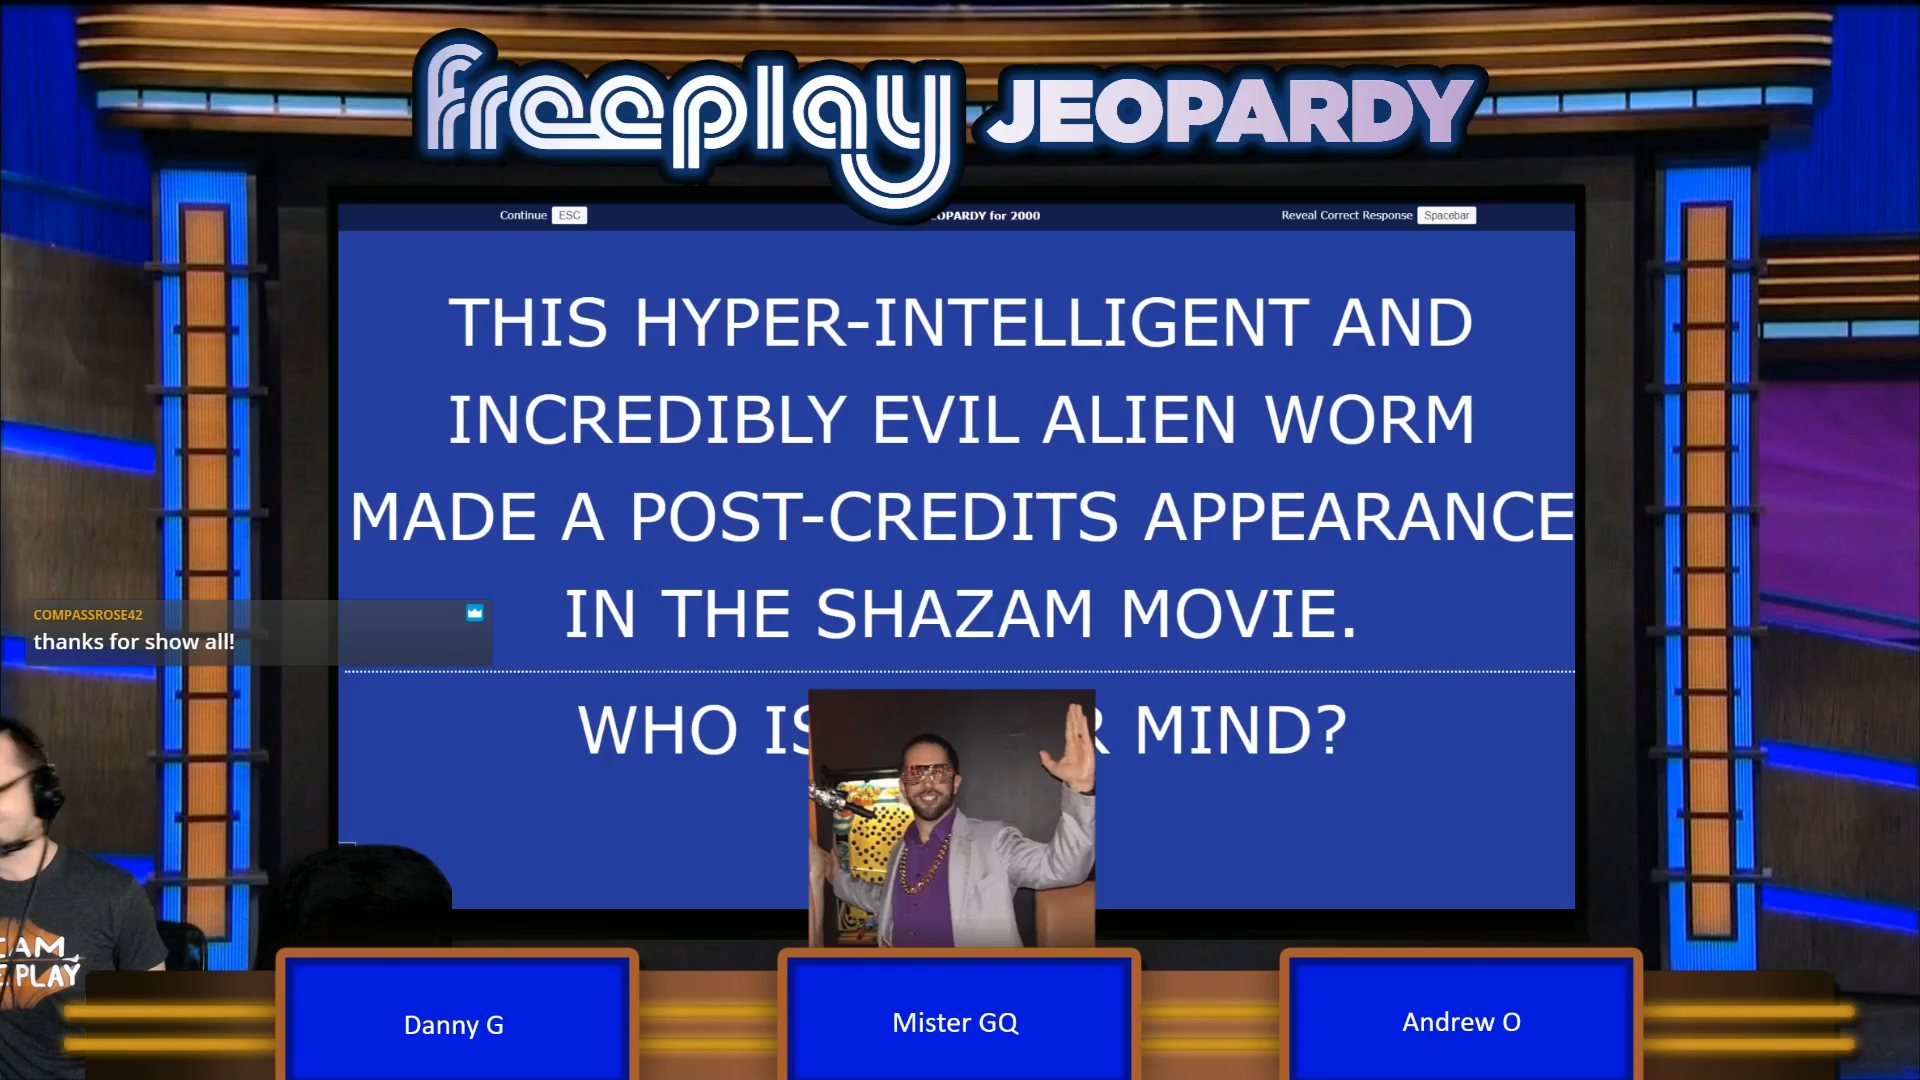 freeplay JEOPARDY
Continue ESC
OPARDY for 2000
Reveal Correct Response Spacebar
THIS HYPER-INTELLIGENT AND
INCREDIBLY EVIL ALIEN WORM
MADE A POST-CREDITS APPEARANCE
IN THE SHAZAM MOVIE.
COMPASSROSE42
thanks for show all!
WHO IS R MIND?
PLAY
Danny G
Mister GQ
Andrew O